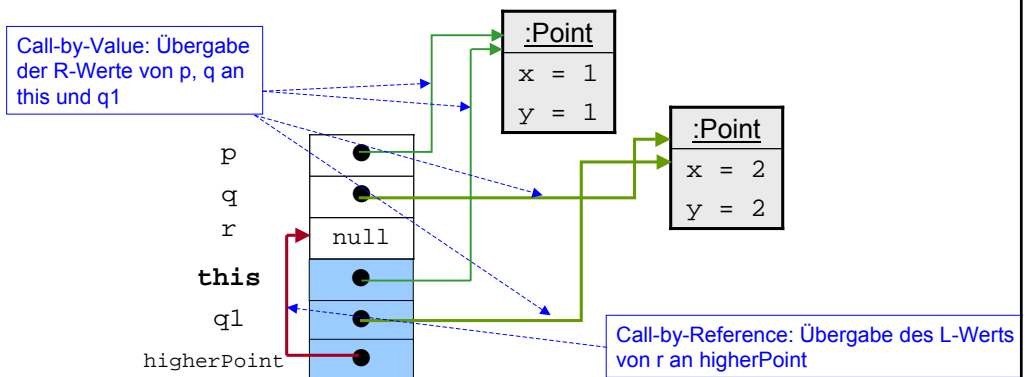 Call-by-Value: Übergabe
der R-Werte von p, q an
this und q1
:Point
x = 1
y = 1
:Point
x = 2
y = 2
p
q
r
null
this
q1
higherPoint
Call-by-Reference: Übergabe des L-Werts
von r an higherPoint